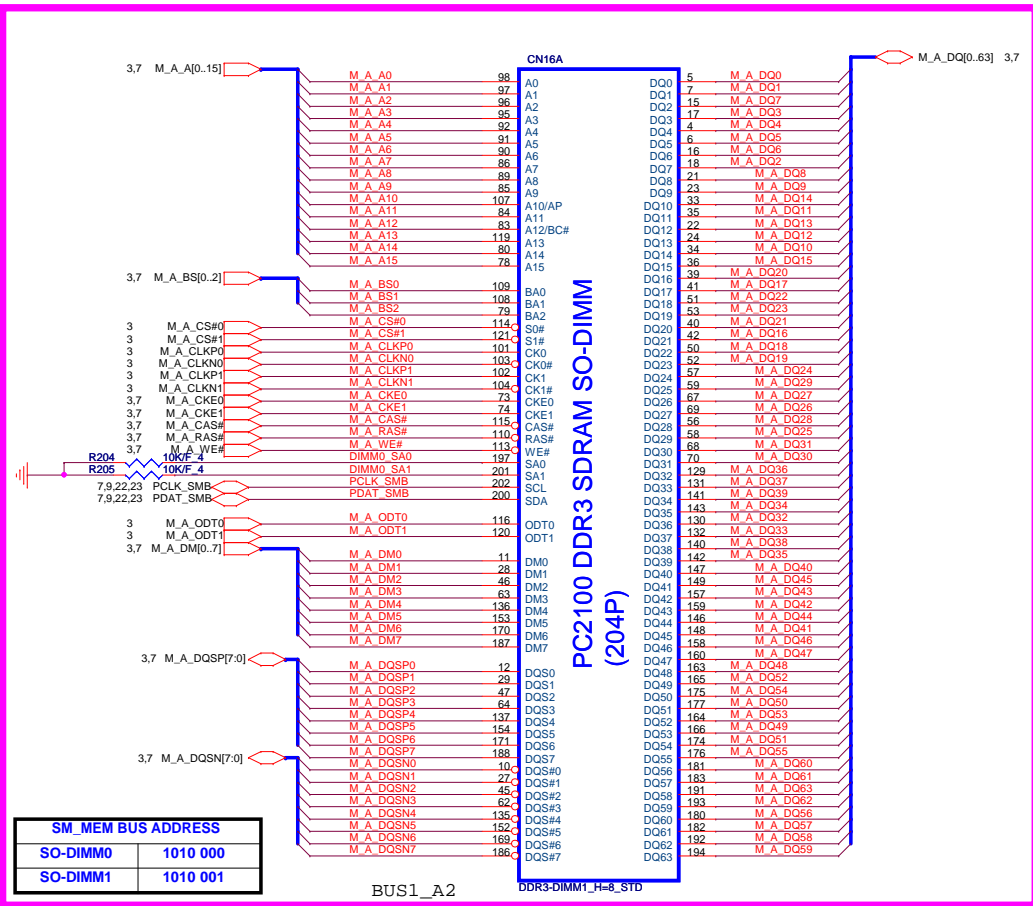 CN16A
3,7 M_A_A[0..15]
M_A_A0 98 A0
M_A_A1 97 A1
M_A_A2 96 A2
M_A_A3 95 A3
M_A_A4 92 A4
M_A_A5 91 A5
M_A_A6 90 A6
M_A_A7 86 A7
M_A_A8 89 A8
M_A_A9 85 A9
M_A_A10 107 A10/AP
M_A_A11 84 A11
M_A_A12 83 A12/BC#
M_A_A13 119 A13
M_A_A14 80 A14
M_A_A15 78 A15
3,7 M_A_BS[0..2]
M_A_BS0 109 BA0
M_A_BS1 108 BA1
M_A_BS2 79 BA2
3 M_A_CS#0 M_A_CS#0 114 S0#
3 M_A_CS#1 M_A_CS#1 121 S1#
3 M_A_CLKP0 M_A_CLKP0 101 CK0
3 M_A_CLKN0 M_A_CLKN0 103 CK0#
3 M_A_CLKP1 M_A_CLKP1 102 CK1
3 M_A_CLKN1 M_A_CLKN1 104 CK1#
3,7 M_A_CKE0 M_A_CKE0 73 CKE0
3,7 M_A_CKE1 M_A_CKE1 74 CKE1
3,7 M_A_CAS# M_A_CAS# 115 CAS#
3,7 M_A_RAS# M_A_RAS# 110 RAS#
3,7 M_A_WE# M_A_WE# 113 WE#
R204 10K/F_4 DIMM0_SA0 197 SA0
R205 10K/F_4 DIMM0_SA1 201 SA1
7,9,22,23 PCLK_SMB PCLK_SMB 202 SCL
7,9,22,23 PDAT_SMB PDAT_SMB 200 SDA
3 M_A_ODT0 M_A_ODT0 116 ODT0
3 M_A_ODT1 M_A_ODT1 120 ODT1
3,7 M_A_DM[0..7]
M_A_DM0 11 DM0
M_A_DM1 28 DM1
M_A_DM2 46 DM2
M_A_DM3 63 DM3
M_A_DM4 136 DM4
M_A_DM5 153 DM5
M_A_DM6 170 DM6
M_A_DM7 187 DM7
3,7 M_A_DQSP[7:0]
M_A_DQSP0 12 DQS0
M_A_DQSP1 29 DQS1
M_A_DQSP2 47 DQS2
M_A_DQSP3 64 DQS3
M_A_DQSP4 137 DQS4
M_A_DQSP5 154 DQS5
M_A_DQSP6 171 DQS6
M_A_DQSP7 188 DQS7
3,7 M_A_DQSN[7:0]
M_A_DQSN0 10 DQS#0
M_A_DQSN1 27 DQS#1
M_A_DQSN2 45 DQS#2
M_A_DQSN3 62 DQS#3
M_A_DQSN4 135 DQS#4
M_A_DQSN5 152 DQS#5
M_A_DQSN6 169 DQS#6
M_A_DQSN7 186 DQS#7
PC2100 DDR3 SDRAM SO-DIMM
(204P)
M_A_DQ[0..63] 3,7
DQ0 5 M_A_DQ0
DQ1 7 M_A_DQ1
DQ2 15 M_A_DQ7
DQ3 17 M_A_DQ3
DQ4 4 M_A_DQ4
DQ5 6 M_A_DQ5
DQ6 16 M_A_DQ6
DQ7 18 M_A_DQ2
DQ8 21 M_A_DQ8
DQ9 23 M_A_DQ9
DQ10 33 M_A_DQ14
DQ11 35 M_A_DQ11
DQ12 22 M_A_DQ13
DQ13 24 M_A_DQ12
DQ14 34 M_A_DQ10
DQ15 36 M_A_DQ15
DQ16 39 M_A_DQ20
DQ17 41 M_A_DQ17
DQ18 51 M_A_DQ22
DQ19 53 M_A_DQ23
DQ20 40 M_A_DQ21
DQ21 42 M_A_DQ16
DQ22 50 M_A_DQ18
DQ23 52 M_A_DQ19
DQ24 57 M_A_DQ24
DQ25 59 M_A_DQ29
DQ26 67 M_A_DQ27
DQ27 69 M_A_DQ26
DQ28 56 M_A_DQ28
DQ29 58 M_A_DQ25
DQ30 68 M_A_DQ31
DQ31 70 M_A_DQ30
DQ32 129 M_A_DQ36
DQ33 131 M_A_DQ37
DQ34 141 M_A_DQ39
DQ35 143 M_A_DQ34
DQ36 130 M_A_DQ32
DQ37 132 M_A_DQ33
DQ38 140 M_A_DQ38
DQ39 142 M_A_DQ35
DQ40 147 M_A_DQ40
DQ41 149 M_A_DQ45
DQ42 157 M_A_DQ43
DQ43 159 M_A_DQ42
DQ44 146 M_A_DQ44
DQ45 148 M_A_DQ41
DQ46 158 M_A_DQ46
DQ47 160 M_A_DQ47
DQ48 163 M_A_DQ48
DQ49 165 M_A_DQ52
DQ50 175 M_A_DQ54
DQ51 177 M_A_DQ50
DQ52 164 M_A_DQ53
DQ53 166 M_A_DQ49
DQ54 174 M_A_DQ51
DQ55 176 M_A_DQ55
DQ56 181 M_A_DQ60
DQ57 183 M_A_DQ61
DQ58 191 M_A_DQ63
DQ59 193 M_A_DQ62
DQ60 180 M_A_DQ56
DQ61 182 M_A_DQ57
DQ62 192 M_A_DQ58
DQ63 194 M_A_DQ59
SM_MEM BUS ADDRESS
SO-DIMM0 1010 000
SO-DIMM1 1010 001
BUS1_A2
DDR3-DIMM1_H=8_STD